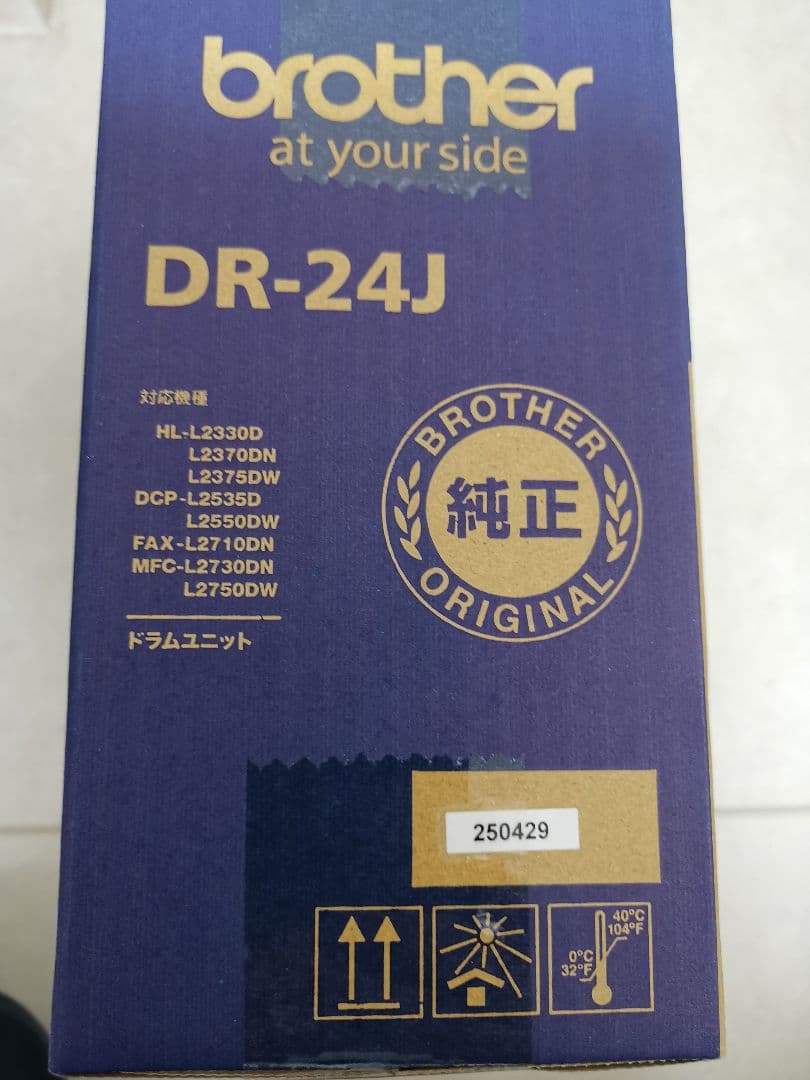 brother
at your side
DR-24J
対応機種
HL-L2330D
L2370DN
L2375DW
DCP-L2535D
L2550DW
FAX-L2710DN
MFC-L2730DN
L2750DW
ドラムユニット
BROTHER
純正
ORIGINAL
250429
40°C
104°F
0°C
32°F